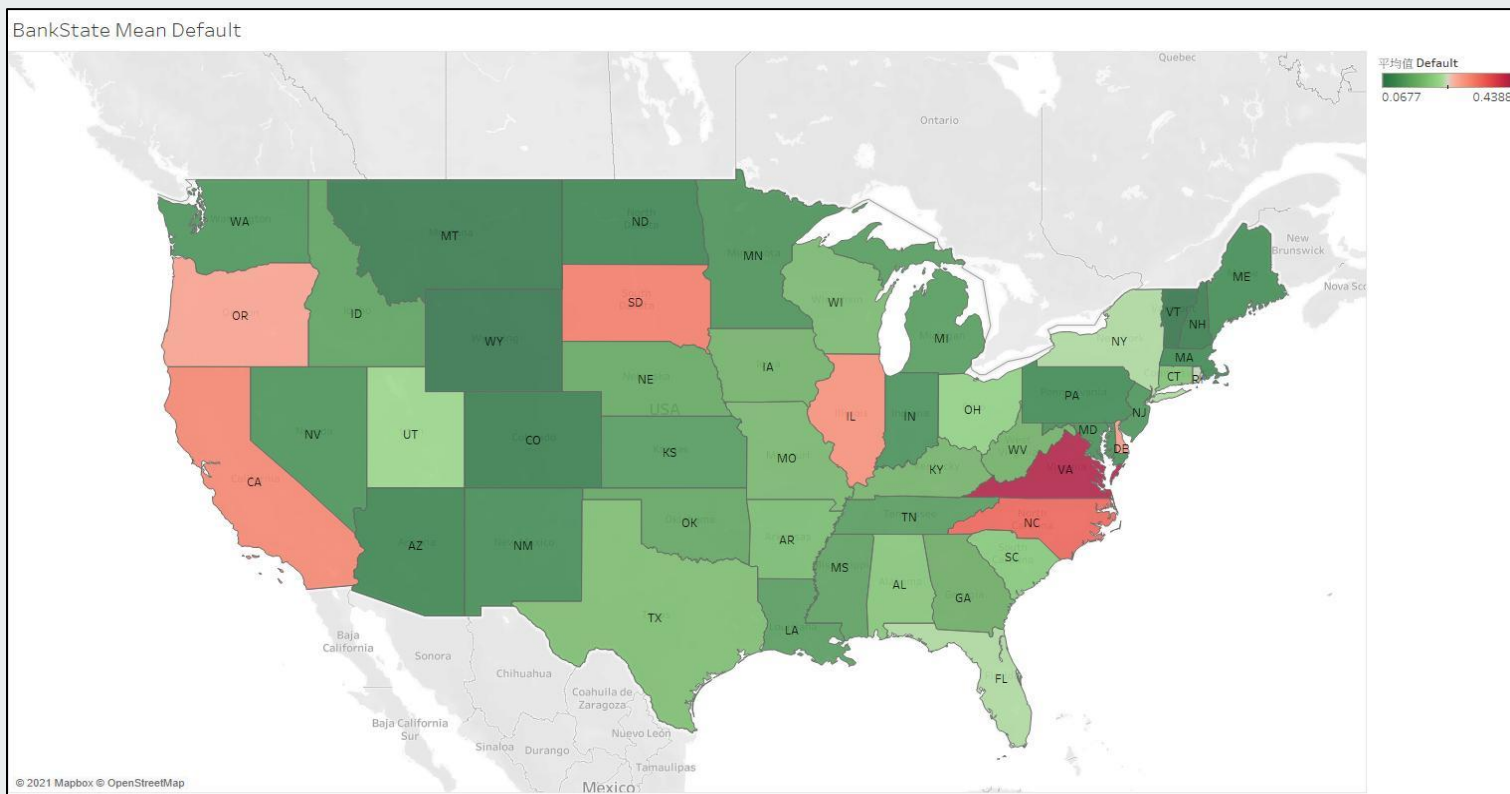 BankState Mean Default
平均值 Default
0.0677
0.4388
Quebec
Ontario
New
Brunswick
Nova Sco
WA
MT
ND
MN
ME
OR
ID
SD
WI
VT
NH
WY
MI
NY
MA
IA
CT
R
NE
USA
PA
IL
IN
OH
NJ
NV
UT
CO
MD
KS
WV
DE
MO
KY
VA
CA
OK
TN
NC
AZ
NM
AR
SC
MS
AL
GA
TX
LA
FL
Baja
California
Sonora
Chihuahua
Coahuila de
Zaragoza
Baja California
Sur
Nuevo León
Sinaloa
Durango
Tamaulipas
Mexico
© 2021 Mapbox © OpenStreetMap